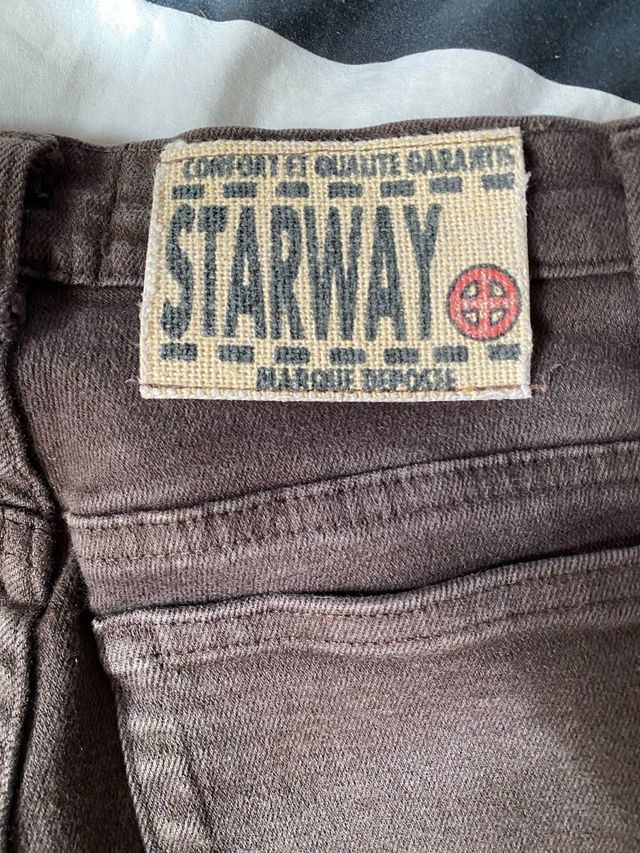 CONFORT ET QUALITE GARANTIS
STARWAY
MARQUE DEPOSEE